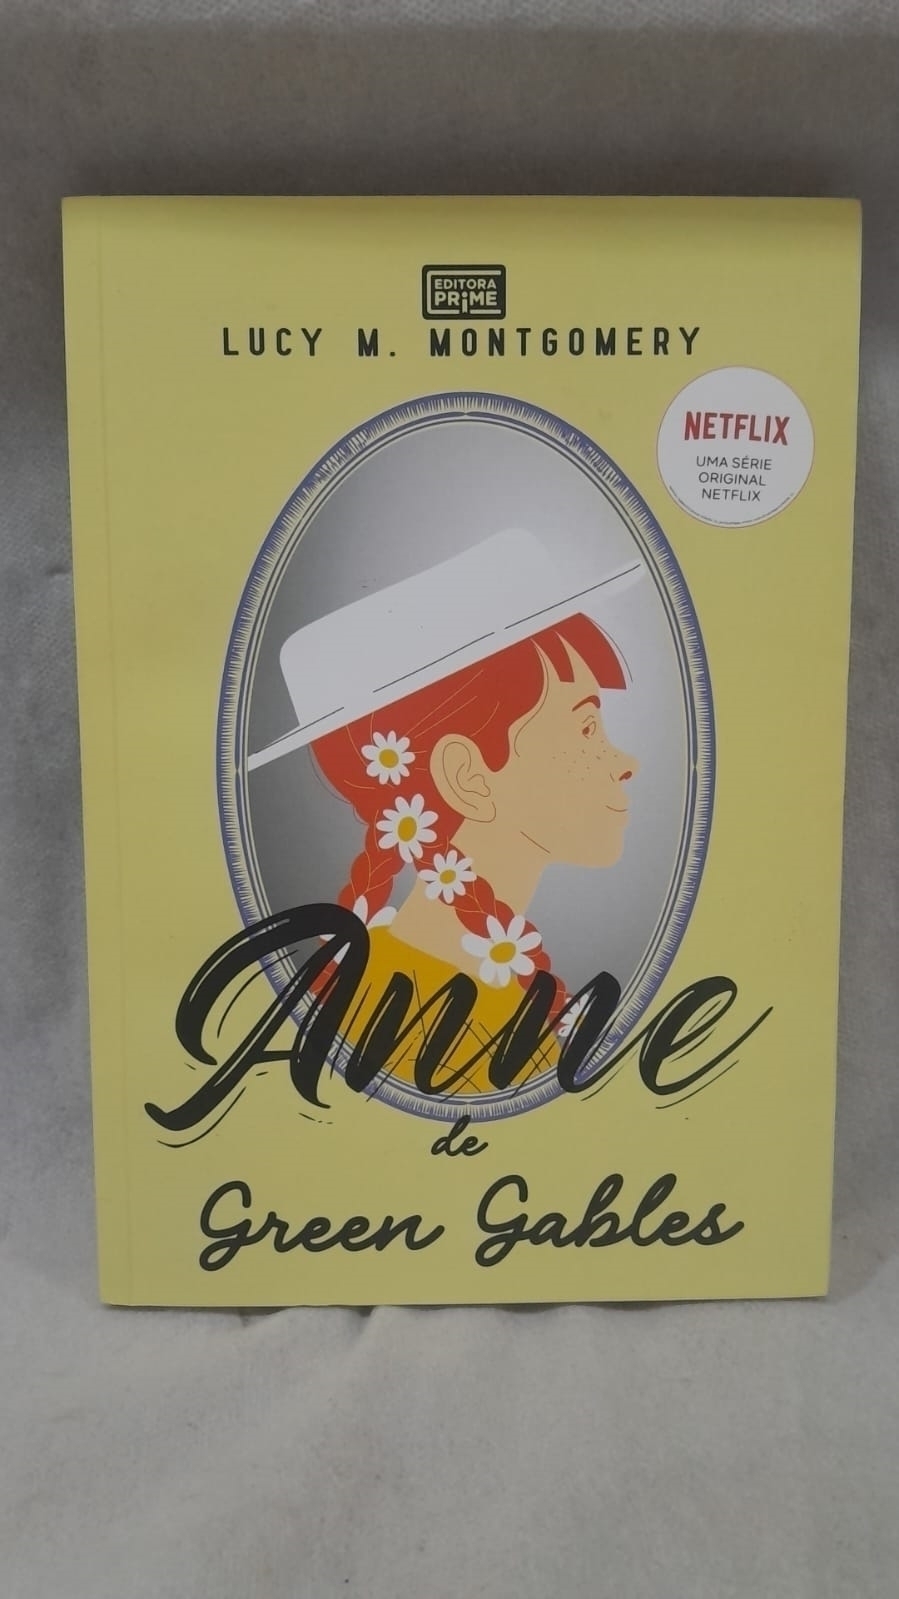 EDITORA
PRIME
LUCY M. MONTGOMERY
NETFLIX
UMA SÉRIE
ORIGINAL
NETFLIX
Anne
de
Green Gables